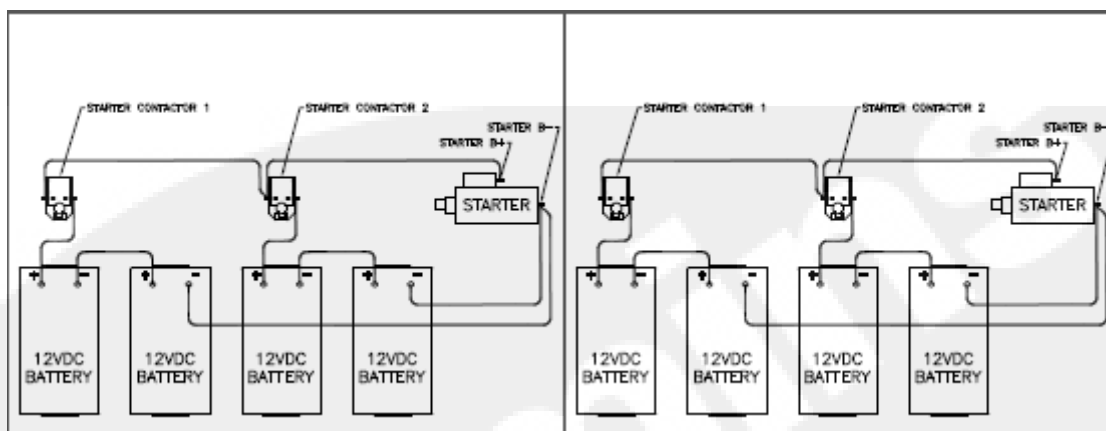 STARTER CONTACTOR 1
STARTER CONTACTOR 2
STARTER B-
STARTER B+
STARTER
+ -
+ -
+ -
+ -
12VDC
BATTERY
12VDC
BATTERY
12VDC
BATTERY
12VDC
BATTERY
STARTER CONTACTOR 1
STARTER CONTACTOR 2
STARTER B-
STARTER B+
STARTER
+ -
+ -
+ -
+ -
12VDC
BATTERY
12VDC
BATTERY
12VDC
BATTERY
12VDC
BATTERY